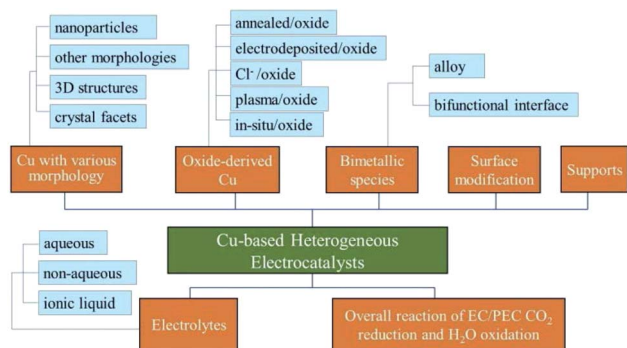 nanoparticles
other morphologies
3D structures
crystal facets
annealed/oxide
electrodeposited/oxide
Cl⁻/oxide
plasma/oxide
in-situ/oxide
alloy
bifunctional interface
Cu with various
morphology
Oxide-derived
Cu
Bimetallic
species
Surface
modification
Supports
Cu-based Heterogeneous
Electrocatalysts
aqueous
non-aqueous
ionic liquid
Electrolytes
Overall reaction of EC/PEC CO₂
reduction and H₂O oxidation